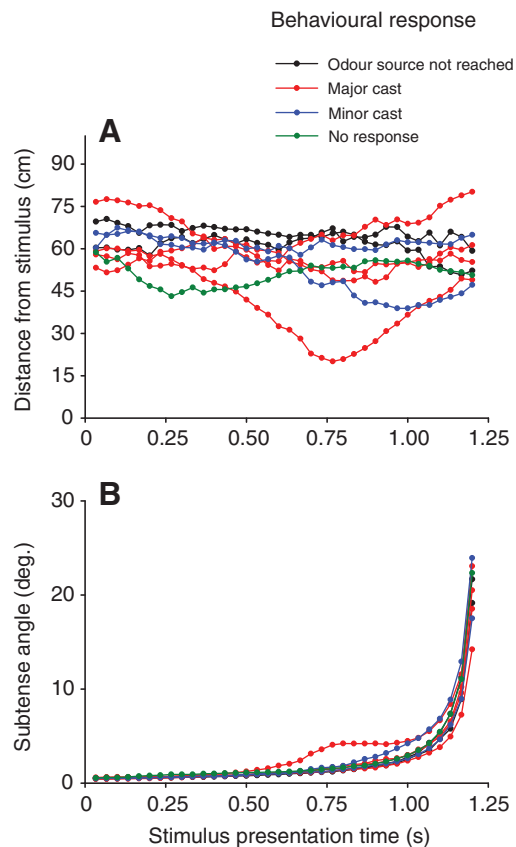 Behavioural response
Odour source not reached
Major cast
Minor cast
No response
A
Distance from stimulus (cm)
90
75
60
45
30
15
0
0
0.25
0.50
0.75
1.00
1.25
B
Subtense angle (deg.)
30
20
10
0
0
0.25
0.50
0.75
1.00
1.25
Stimulus presentation time (s)